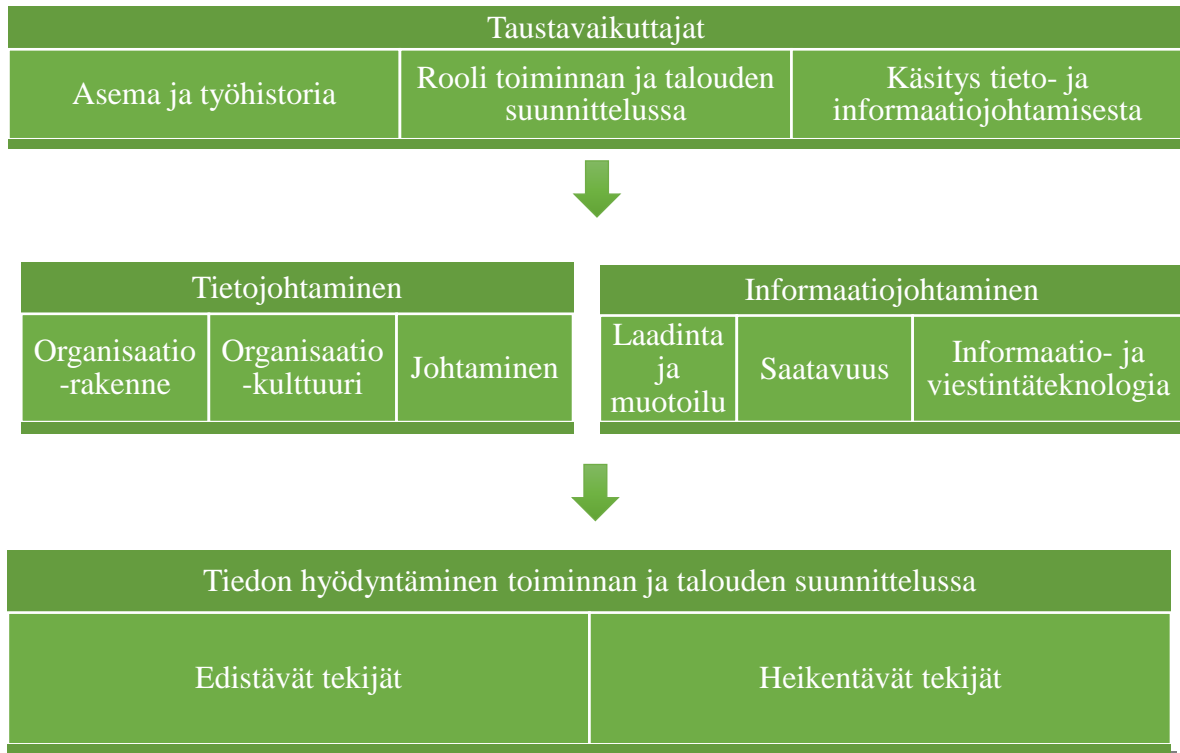 Taustavaikuttajat
Asema ja työhistoria
Rooli toiminnan ja talouden
suunnittelussa
Käsitys tieto- ja
informaatiojohtamisesta
Tietojohtaminen
Organisaatio
-rakenne
Organisaatio
-kulttuuri
Johtaminen
Informaatiojohtaminen
Laadinta
ja
muotoilu
Saatavuus
Informaatio- ja
viestintäteknologia
Tiedon hyödyntäminen toiminnan ja talouden suunnittelussa
Edistävät tekijät
Heikentävät tekijät